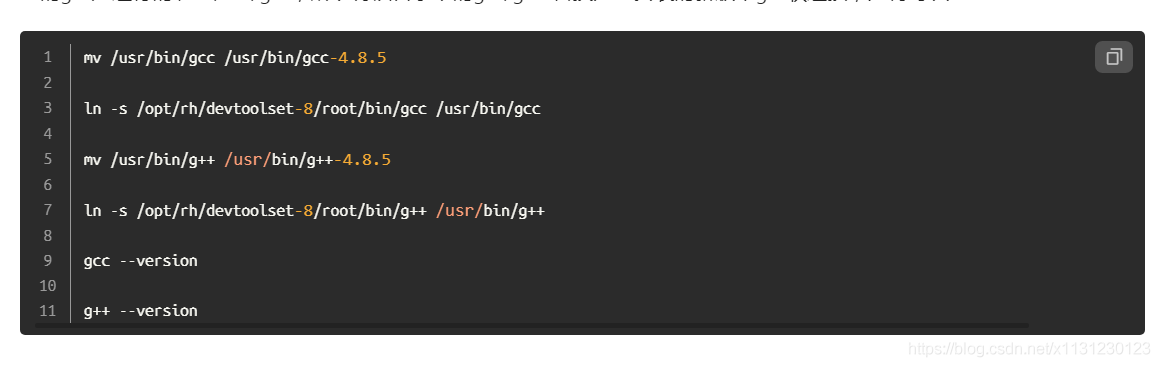 1 mv /usr/bin/gcc /usr/bin/gcc-4.8.5
2
3 ln -s /opt/rh/devtoolset-8/root/bin/gcc /usr/bin/gcc
4
5 mv /usr/bin/g++ /usr/bin/g++-4.8.5
6
7 ln -s /opt/rh/devtoolset-8/root/bin/g++ /usr/bin/g++
8
9 gcc --version
10
11 g++ --version
https://blog.csdn.net/x1131230123